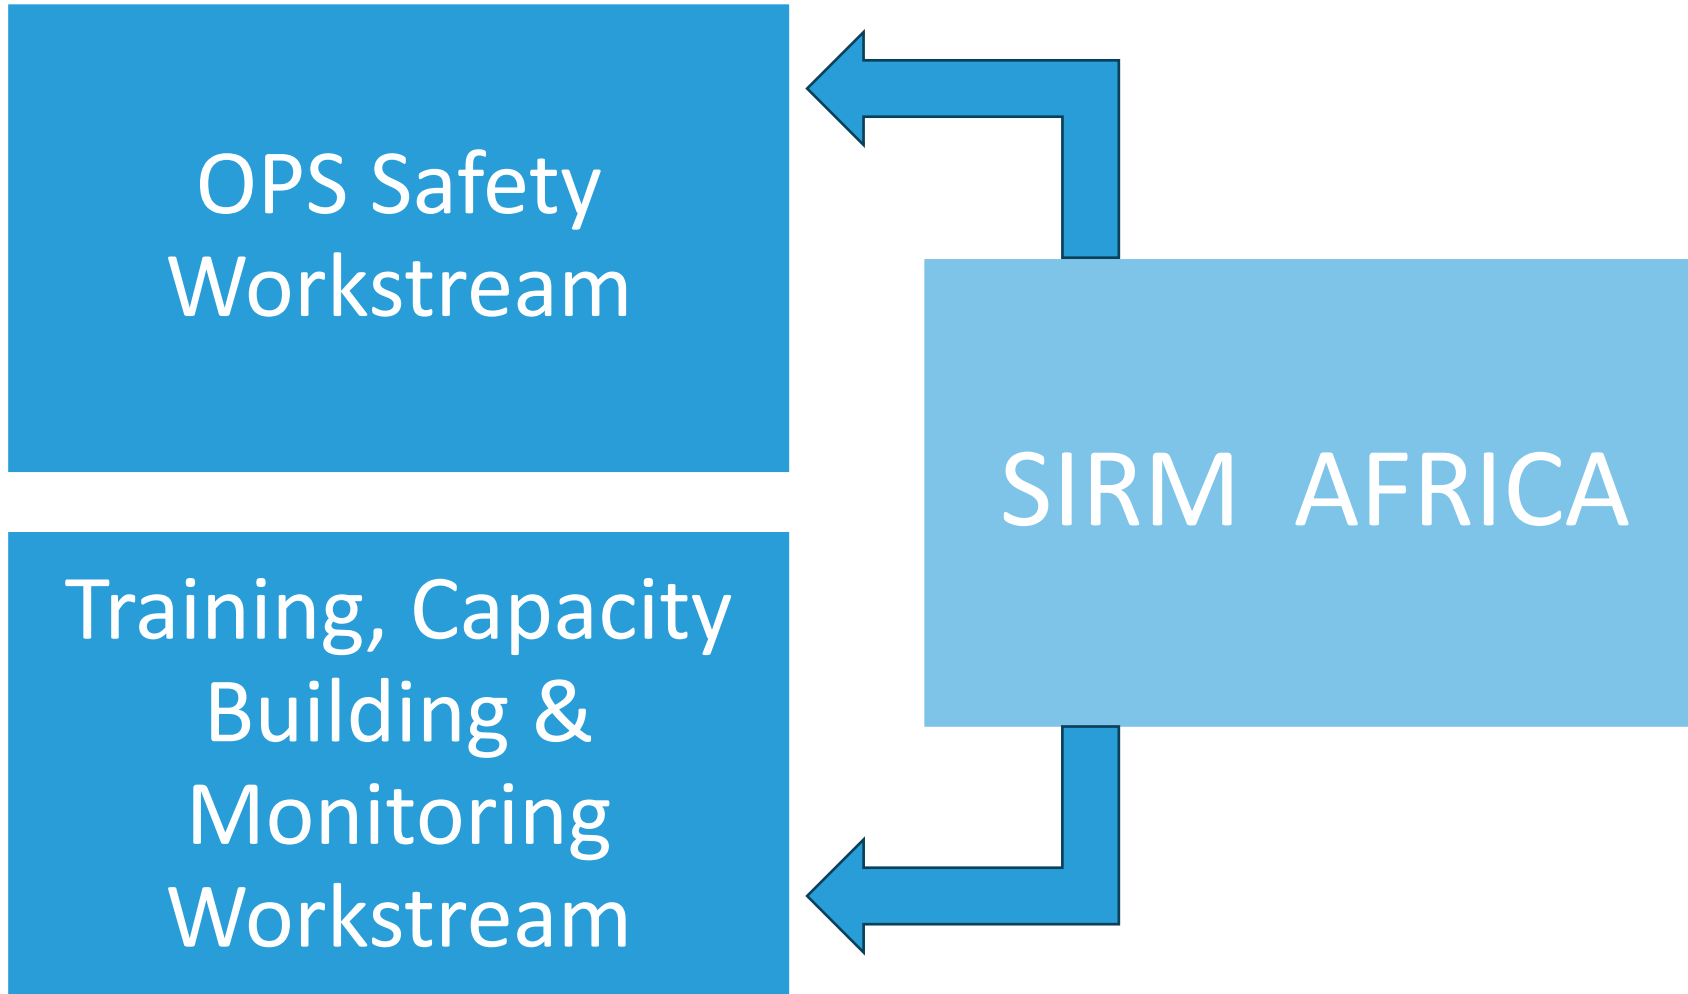 OPS Safety
Workstream
SIRM  AFRICA
Training, Capacity
Building &
Monitoring
Workstream